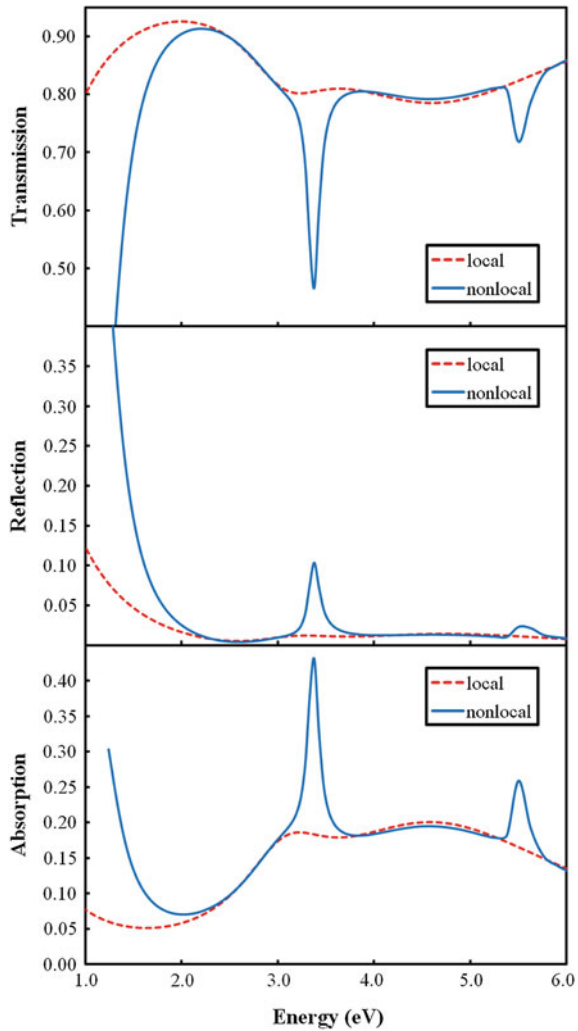 0.90
0.80
0.70
0.60
0.50
Transmission
local
nonlocal
0.35
0.30
0.25
0.20
0.15
0.10
0.05
Reflection
local
nonlocal
0.40
0.35
0.30
0.25
0.20
0.15
0.10
0.05
0.00
Absorption
local
nonlocal
1.0 2.0 3.0 4.0 5.0 6.0
Energy (eV)